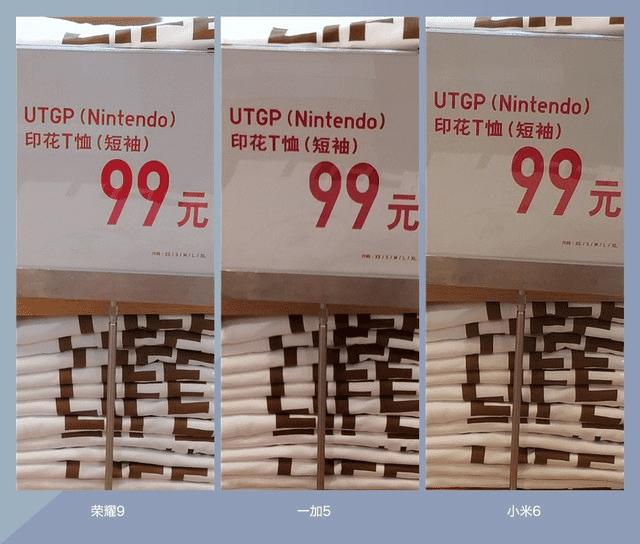 UTGP (Nintendo)
印花T恤(短袖)
99元
UTGP (Nintendo)
印花T恤(短袖)
99元
UTGP (Nintendo)
印花T恤(短袖)
99元
荣耀9
一加5
小米6